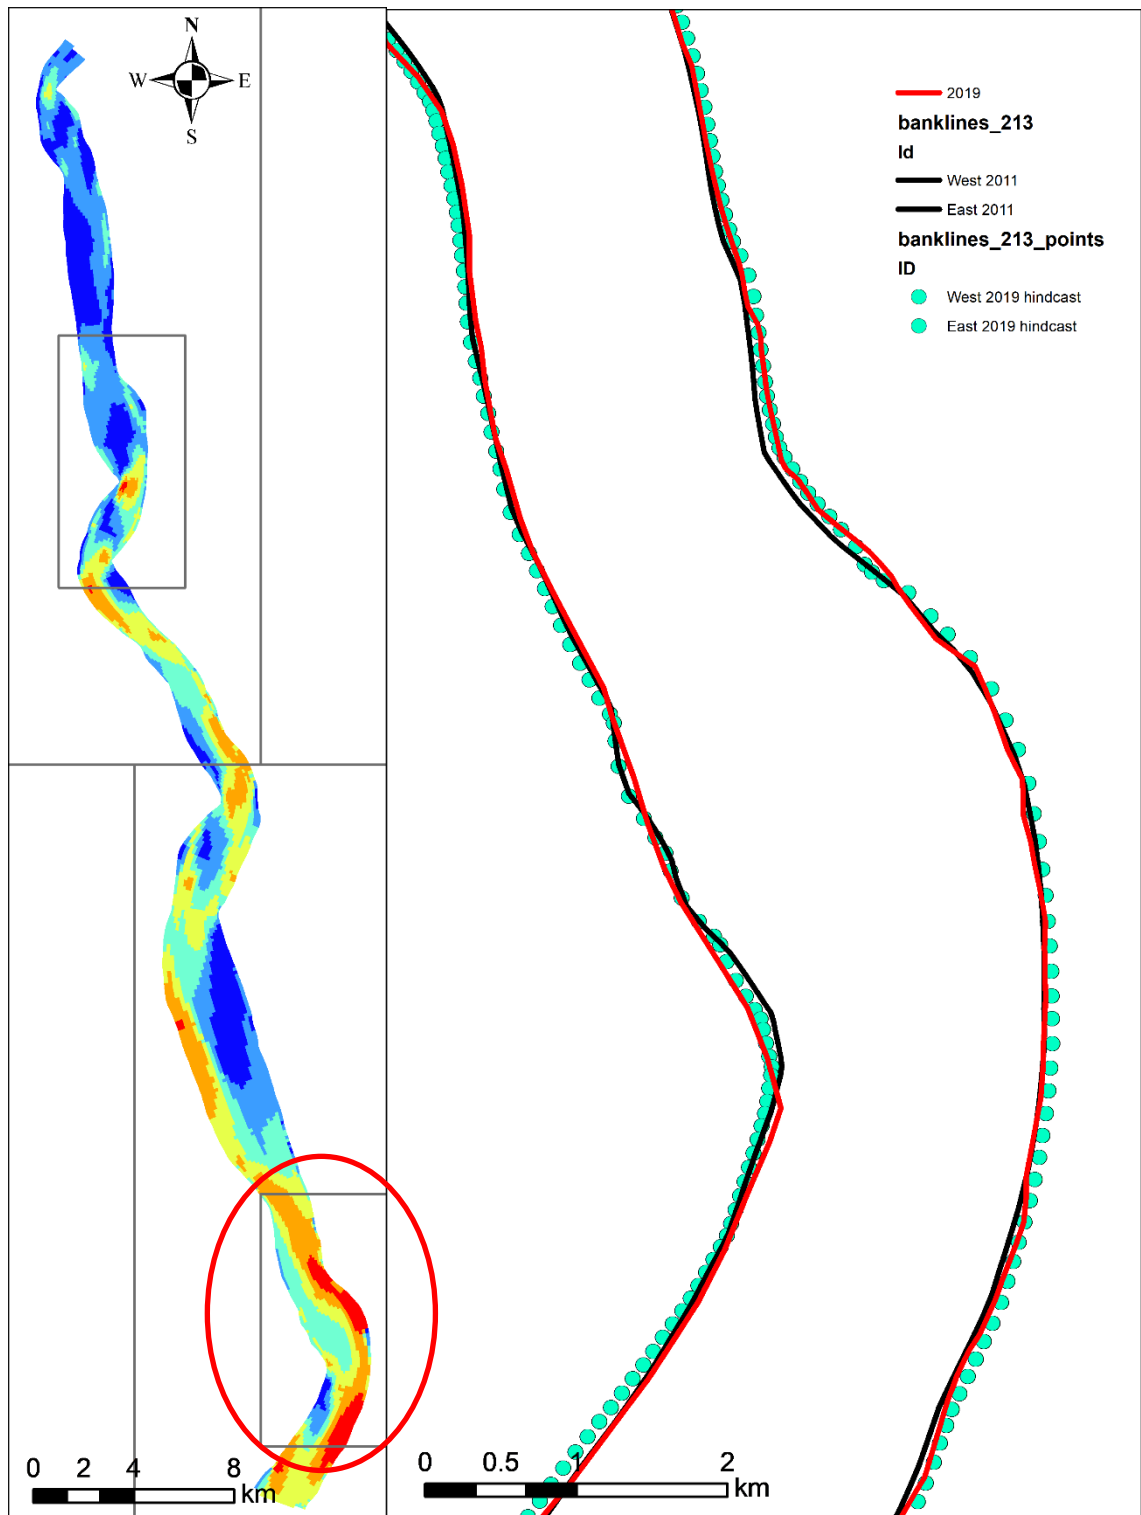 N
W E
S
2019
banklines_213
Id
West 2011
East 2011
banklines_213_points
ID
West 2019 hindcast
East 2019 hindcast
0 2 4 8
km
0 0.5 1 2
km